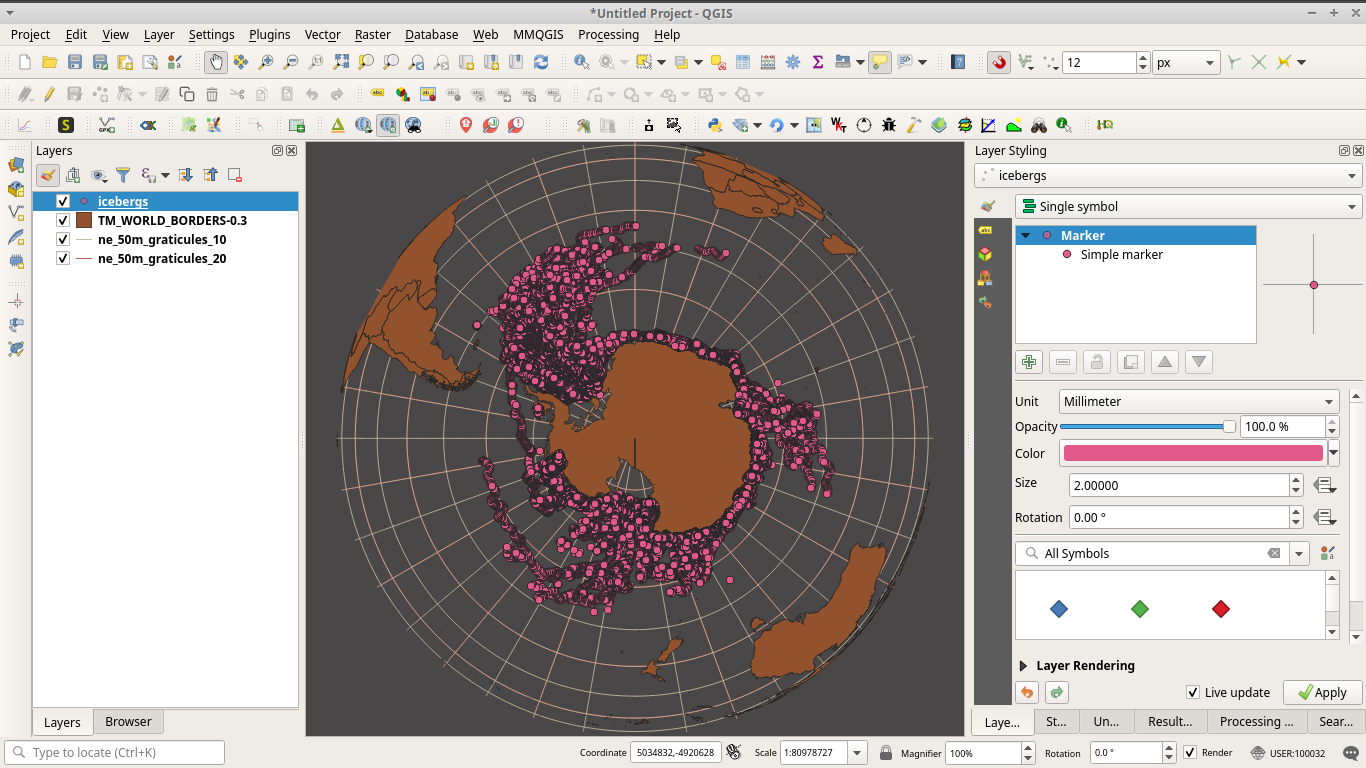 *Untitled Project - QGIS
Project Edit View Layer Settings Plugins Vector Raster Database Web MMQGIS Processing Help
12 px
Layers
icebergs
TM_WORLD_BORDERS-0.3
ne_50m_graticules_10
ne_50m_graticules_20
Layers Browser
Layer Styling
icebergs
Single symbol
Marker
Simple marker
Unit Millimeter
Opacity 100.0 %
Color
Size 2.00000
Rotation 0.00 °
All Symbols
Layer Rendering
Live update Apply
Laye... St... Un... Result... Processing ... Sear...
Type to locate (Ctrl+K) Coordinate 5034832,-4920628 Scale 1:80978727 Magnifier 100% Rotation 0.0 ° Render USER:100032